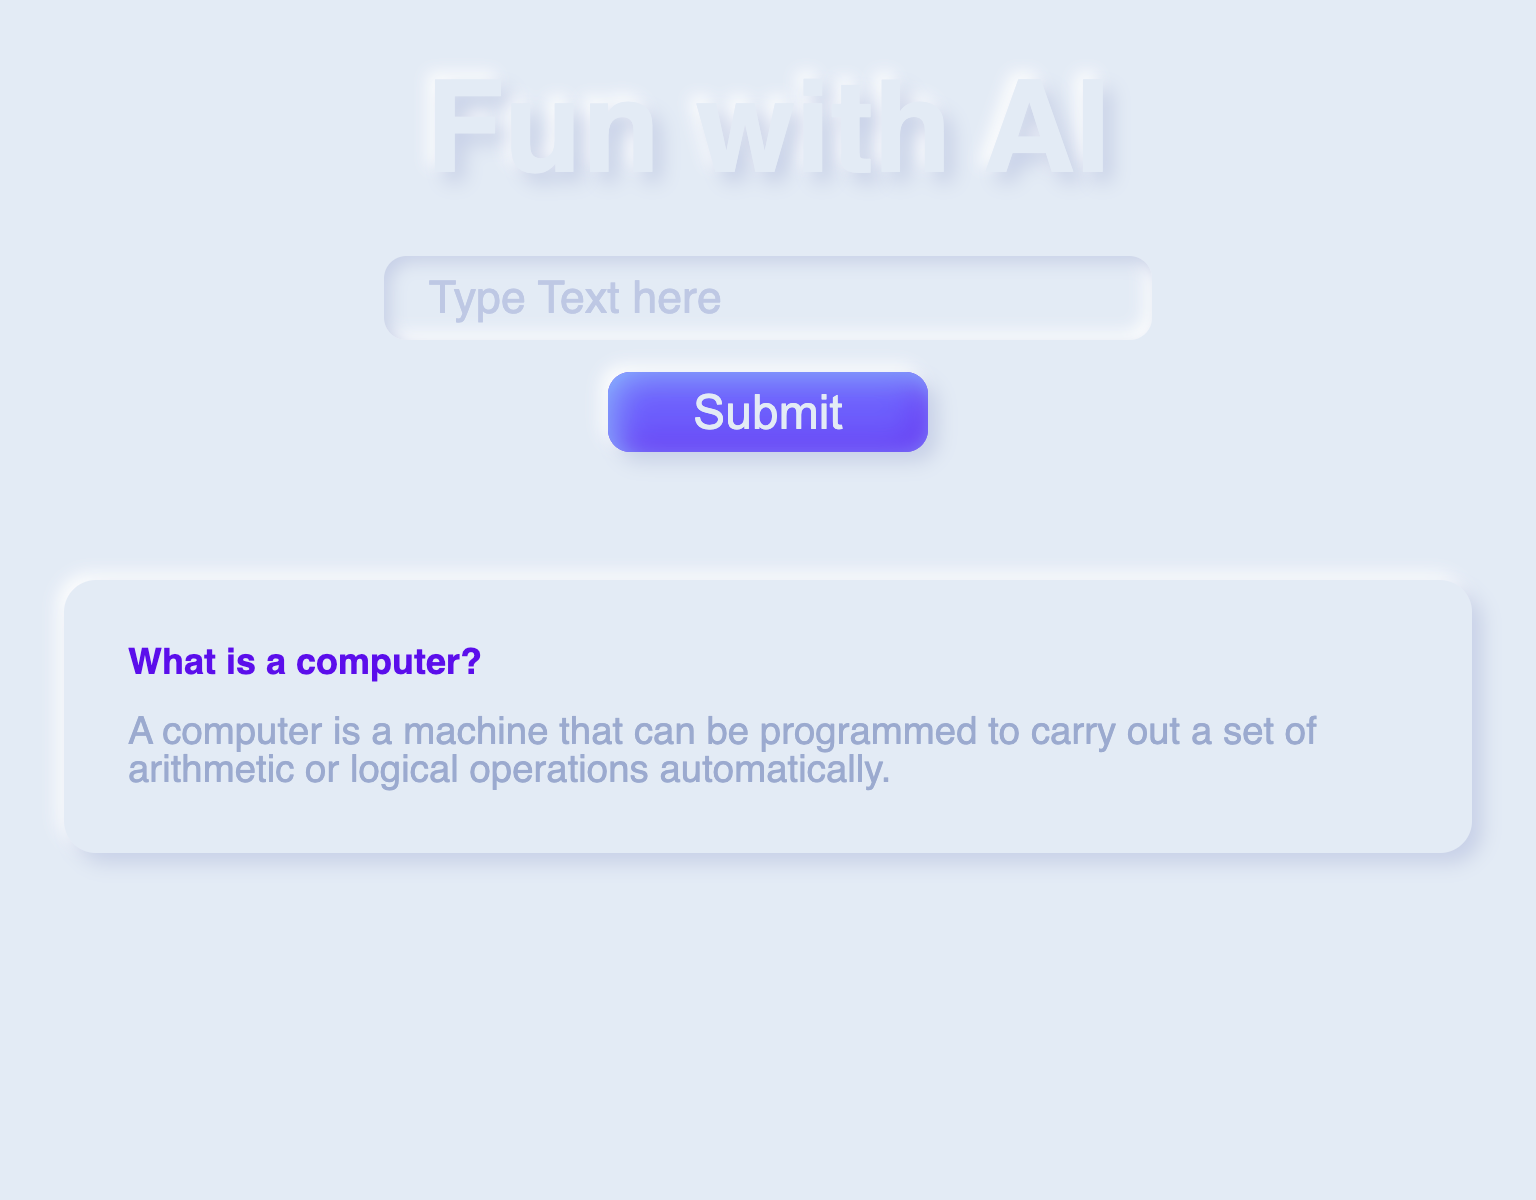 Fun with AI
Type Text here
Submit
What is a computer?
A computer is a machine that can be programmed to carry out a set of
arithmetic or logical operations automatically.